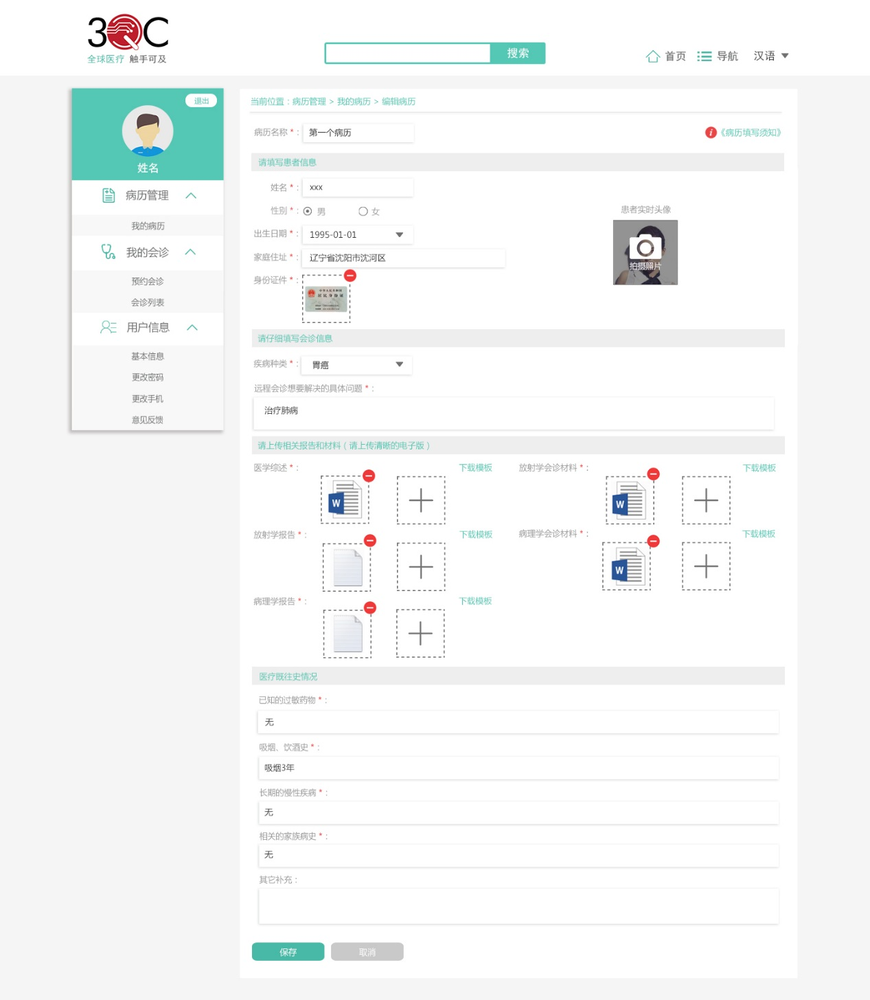 3QC
全球医疗 触手可及
搜索
首页
导航
汉语
退出
姓名
病历管理
我的病历
我的会诊
预约会诊
会诊列表
用户信息
基本信息
更改密码
更改手机
意见反馈
当前位置：病历管理 > 我的病历 > 编辑病历
病历名称 *： 第一个病历
i《病历填写须知》
请填写患者信息
姓名 *： xxx
性别 *： 男 女
出生日期 *： 1995-01-01
家庭住址 *： 辽宁省沈阳市沈河区
身份证件 *：
中华人民共和国
居民身份证
患者实时头像
拍摄照片
请仔细填写会诊信息
疾病种类 *： 胃癌
远程会诊想要解决的具体问题 *：
治疗肺病
请上传相关报告和材料（请上传清晰的电子版）
医学综述 *： W 下载模板
放射学会诊材料 *： W 下载模板
放射学报告 *： 下载模板
病理学会诊材料 *： W 下载模板
病理学报告 *： 下载模板
医疗既往史情况
已知的过敏药物 *：
无
吸烟、饮酒史 *：
吸烟3年
长期的慢性疾病 *：
无
相关的家族病史 *：
无
其它补充：
保存
取消